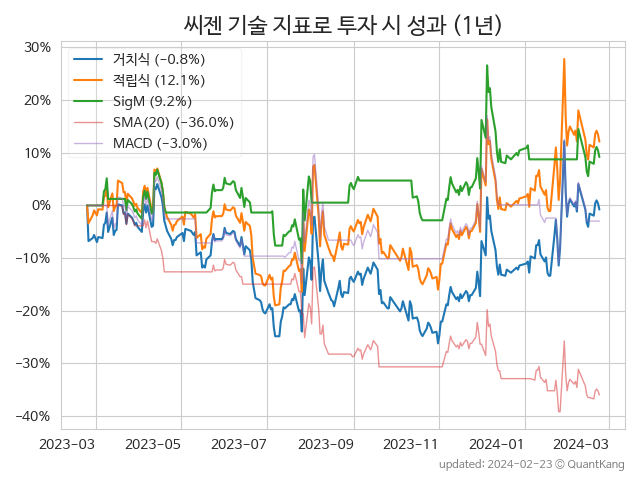 씨젠 기술 지표로 투자 시 성과 (1년)
거치식 (−0.8%)
적립식 (12.1%)
SigM (9.2%)
SMA(20) (−36.0%)
MACD (−3.0%)
30%
20%
10%
0%
−10%
−20%
−30%
−40%
2023-03 2023-05 2023-07 2023-09 2023-11 2024-01 2024-03
updated: 2024-02-23 ⓒ QuantKang